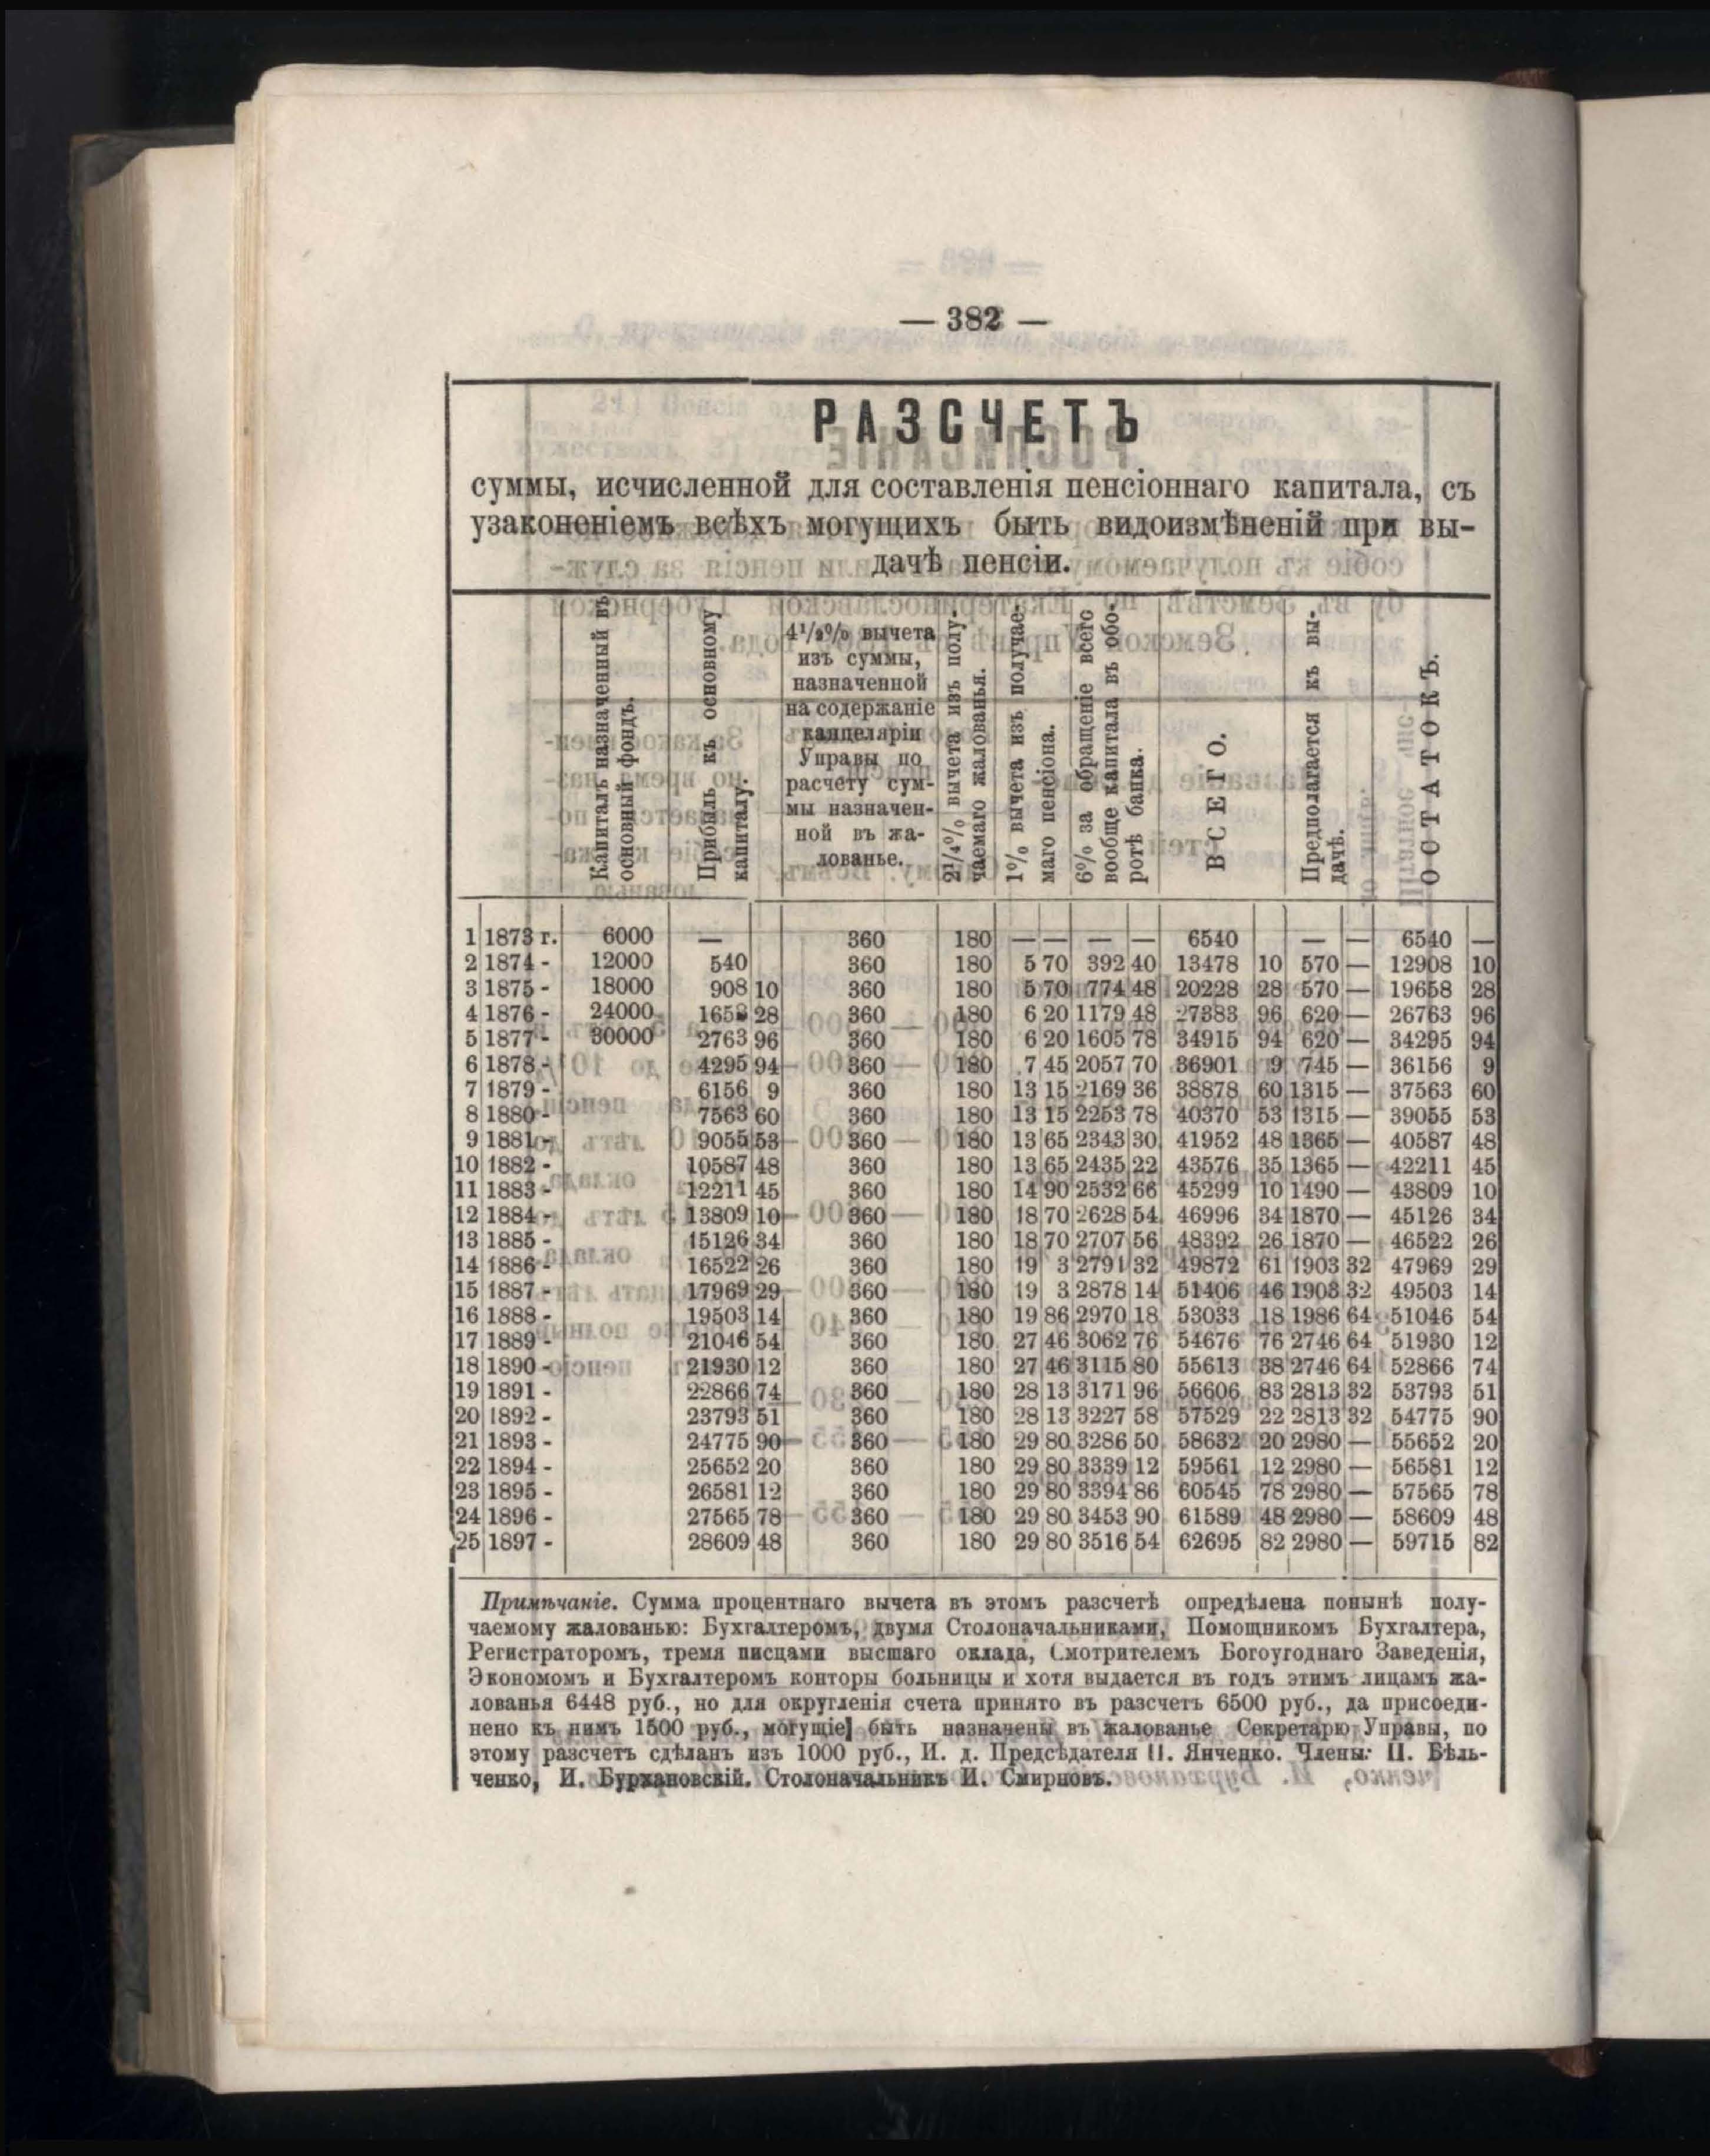 — 382 —
РАЗСЧЕТЪ
суммы, исчисленной для составленія пенсіоннаго капитала, съ
узаконеніемъ всѣхъ могущихъ быть видоизмѣненій при вы-
дачѣ пенсіи.
Капиталъ назначенный въ
основный фондъ.
Прибыль къ основному
капиталу.
4¹/₂% вычета
изъ суммы,
назначенной
на содержаніе
канцеляріи
Управы по
расчету сум-
мы назначен-
ной въ жа-
лованье.
2¹/₄% вычета изъ полу-
чаемаго жалованья.
1% вычета изъ получае-
маго пенсіона.
6% за обращеніе всего
вообще капитала въ обо-
ротѣ банка.
ВСЕГО.
Предполагается къ вы-
дачѣ.
ОСТАТОКЪ.
1 1873 г. 6000 — 360 180 — — — — 6540 — — 6540 —
2 1874 - 12000 540 360 180 5 70 392 40 13478 10 570 — 12908 10
3 1875 - 18000 908 10 360 180 5 70 774 48 20228 28 570 — 19658 28
4 1876 - 24000 1658 28 360 180 6 20 1179 48 27383 96 620 — 26763 96
5 1877 - 30000 2763 96 360 180 6 20 1605 78 34915 94 620 — 34295 94
6 1878 - 4295 94 360 180 7 45 2057 70 36901 9 745 — 36156 9
7 1879 - 6156 9 360 180 13 15 2169 36 38878 60 1315 — 37563 60
8 1880 - 7563 60 360 180 13 15 2253 78 40370 53 1315 — 39055 53
9 1881 - 9055 53 360 180 13 65 2343 30 41952 48 1365 — 40587 48
10 1882 - 10587 48 360 180 13 65 2435 22 43576 35 1365 — 42211 45
11 1883 - 12211 45 360 180 14 90 2532 66 45299 10 1490 — 43809 10
12 1884 - 13809 10 360 180 18 70 2628 54 46996 34 1870 — 45126 34
13 1885 - 15126 34 360 180 18 70 2707 56 48392 26 1870 — 46522 26
14 1886 - 16522 26 360 180 19 3 2791 32 49872 61 1903 32 47969 29
15 1887 - 17969 29 360 180 19 3 2878 14 51406 46 1903 32 49503 14
16 1888 - 19503 14 360 180 19 86 2970 18 53033 18 1986 64 51046 54
17 1889 - 21046 54 360 180 27 46 3062 76 54676 76 2746 64 51930 12
18 1890 - 21930 12 360 180 27 46 3115 80 55613 38 2746 64 52866 74
19 1891 - 22866 74 360 180 28 13 3171 96 56606 83 2813 32 53793 51
20 1892 - 23793 51 360 180 28 13 3227 58 57529 22 2813 32 54775 90
21 1893 - 24775 90 360 180 29 80 3286 50 58632 20 2980 — 55652 20
22 1894 - 25652 20 360 180 29 80 3339 12 59561 12 2980 — 56581 12
23 1895 - 26581 12 360 180 29 80 3394 86 60545 78 2980 — 57565 78
24 1896 - 27565 78 360 180 29 80 3453 90 61589 48 2980 — 58609 48
25 1897 - 28609 48 360 180 29 80 3516 54 62695 82 2980 — 59715 82
Примѣчаніе. Сумма процентнаго вычета въ этомъ разсчетѣ опредѣлена понынѣ полу-
чаемому жалованью: Бухгалтеромъ, двумя Столоначальниками, Помощникомъ Бухгалтера,
Регистраторомъ, тремя писцами высшаго оклада, Смотрителемъ Богоугоднаго Заведенія,
Экономомъ и Бухгалтеромъ конторы больницы и хотя выдается въ годъ этимъ лицамъ жа-
лованья 6448 руб., но для округленія счета принято въ разсчетъ 6500 руб., да присоеди-
нено къ нимъ 1500 руб., могущіе] быть назначены въ жалованье Секретарю Управы, по
этому разсчетъ сдѣланъ изъ 1000 руб., И. д. Предсѣдателя П. Янченко. Члены: П. Бѣль-
ченко, И. Бурхановскій. Столоначальникъ И. Смирновъ.